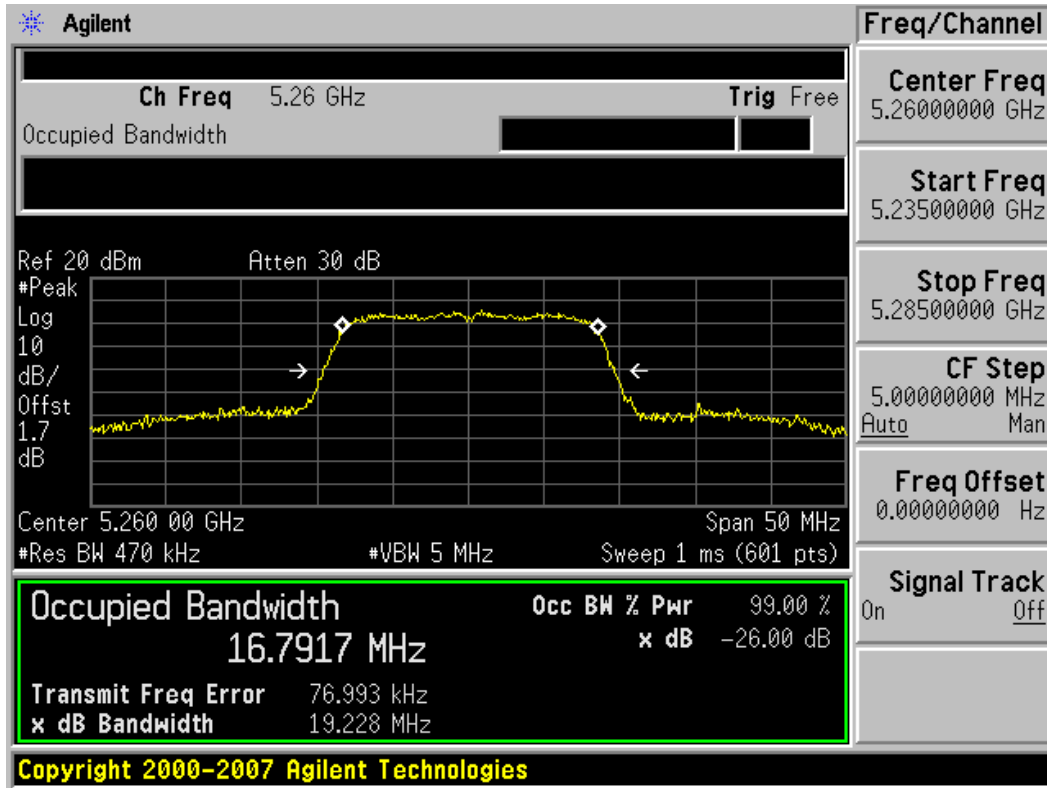 Agilent
Ch Freq 5.26 GHz Trig Free
Occupied Bandwidth
Ref 20 dBm Atten 30 dB
#Peak
Log
10
dB/
Offst
1.7
dB
Center 5.260 00 GHz Span 50 MHz
#Res BW 470 kHz #VBW 5 MHz Sweep 1 ms (601 pts)
Occupied Bandwidth
16.7917 MHz
Occ BW % Pwr 99.00 %
x dB -26.00 dB
Transmit Freq Error 76.993 kHz
x dB Bandwidth 19.228 MHz
Copyright 2000-2007 Agilent Technologies
Freq/Channel
Center Freq
5.26000000 GHz
Start Freq
5.23500000 GHz
Stop Freq
5.28500000 GHz
CF Step
5.00000000 MHz
Auto Man
Freq Offset
0.00000000 Hz
Signal Track
On Off